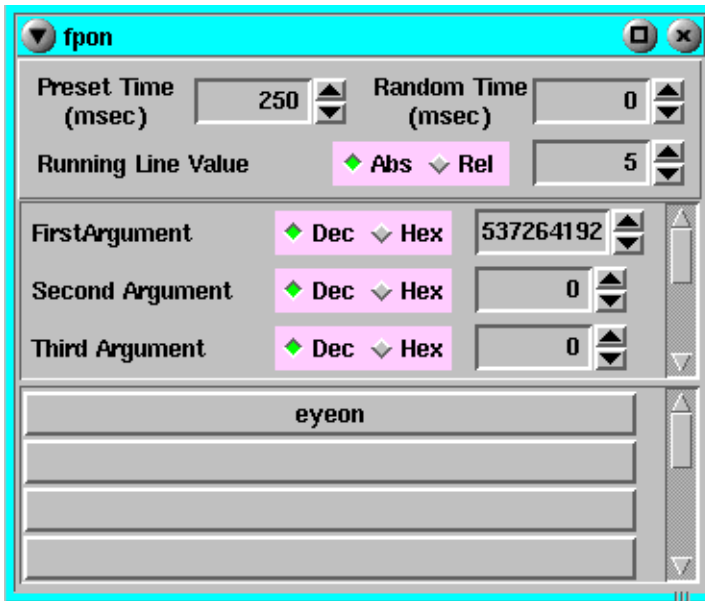 fpon
Preset Time (msec) 250 Random Time (msec) 0
Running Line Value Abs Rel 5
FirstArgument Dec Hex 537264192
Second Argument Dec Hex 0
Third Argument Dec Hex 0
eyeon